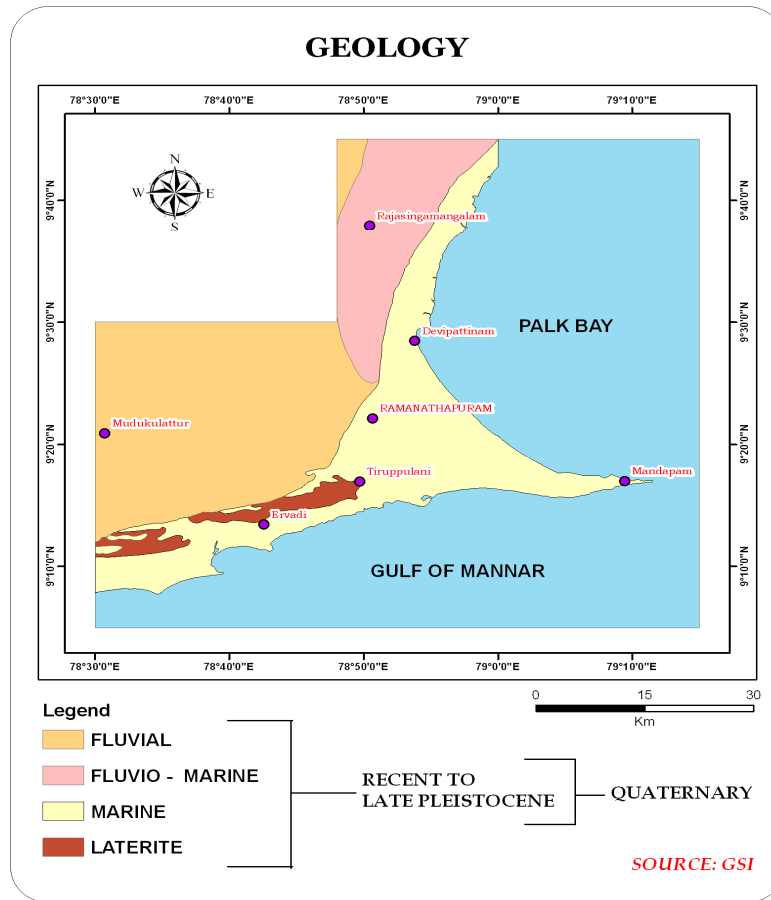 GEOLOGY
78°30'0"E 78°40'0"E 78°50'0"E 79°0'0"E 79°10'0"E
N
W E
S
9°40'0"N 9°40'0"N
Rajasingamangalam
9°30'0"N 9°30'0"N
PALK BAY
Devipattinam
RAMANATHAPURAM
Mudukulattur
9°20'0"N 9°20'0"N
Tiruppulani
Mandapam
Ervadi
9°10'0"N 9°10'0"N
GULF OF MANNAR
78°30'0"E 78°40'0"E 78°50'0"E 79°0'0"E 79°10'0"E
0 15 30
Km
Legend
FLUVIAL
FLUVIO - MARINE
MARINE
LATERITE
RECENT TO
LATE PLEISTOCENE
QUATERNARY
SOURCE: GSI